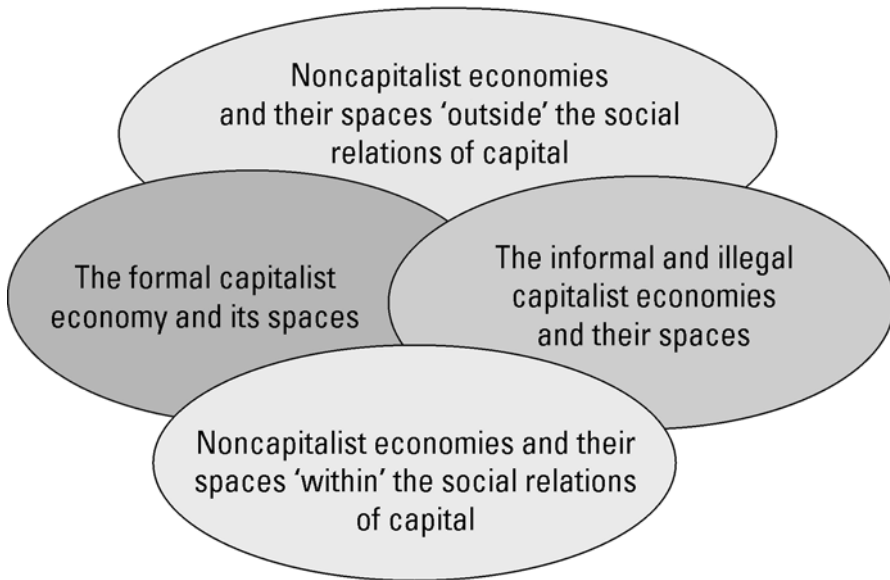 Noncapitalist economies
and their spaces ‘outside’ the social
relations of capital
The formal capitalist
economy and its spaces
The informal and illegal
capitalist economies
and their spaces
Noncapitalist economies and their
spaces ‘within’ the social relations
of capital